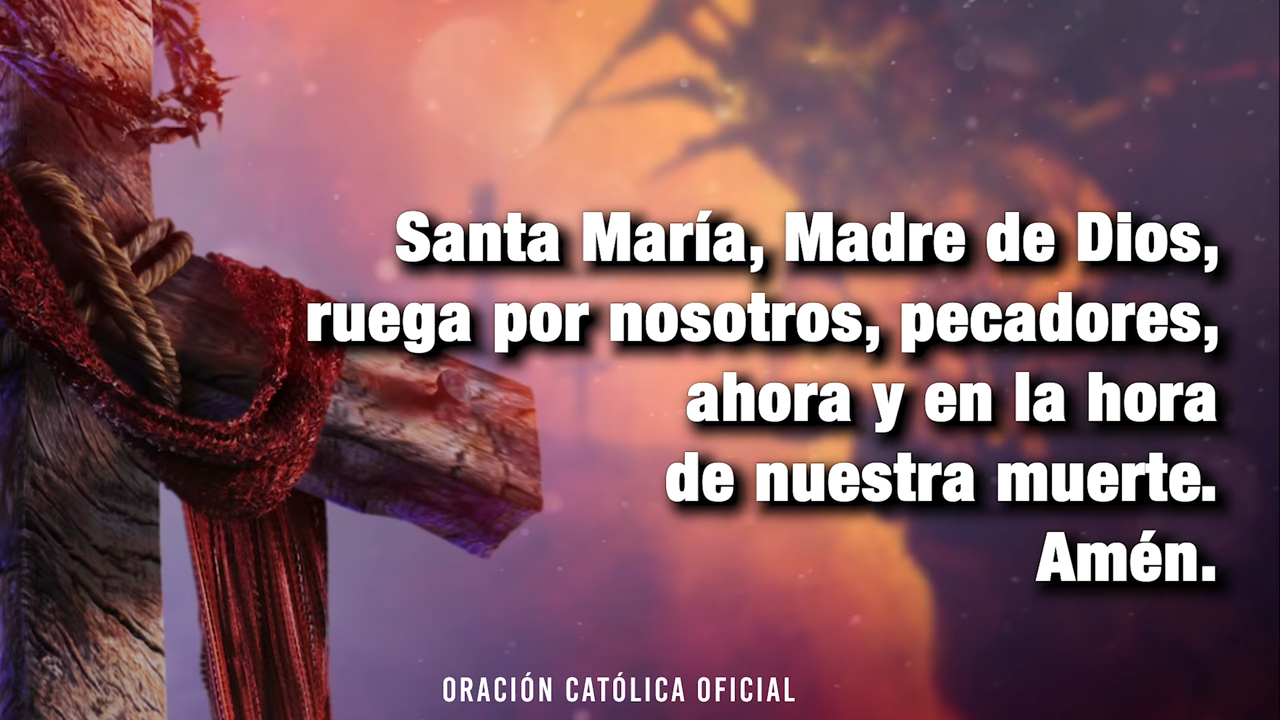 Santa María, Madre de Dios,
ruega por nosotros, pecadores,
ahora y en la hora
de nuestra muerte.
Amén.
ORACIÓN CATÓLICA OFICIAL